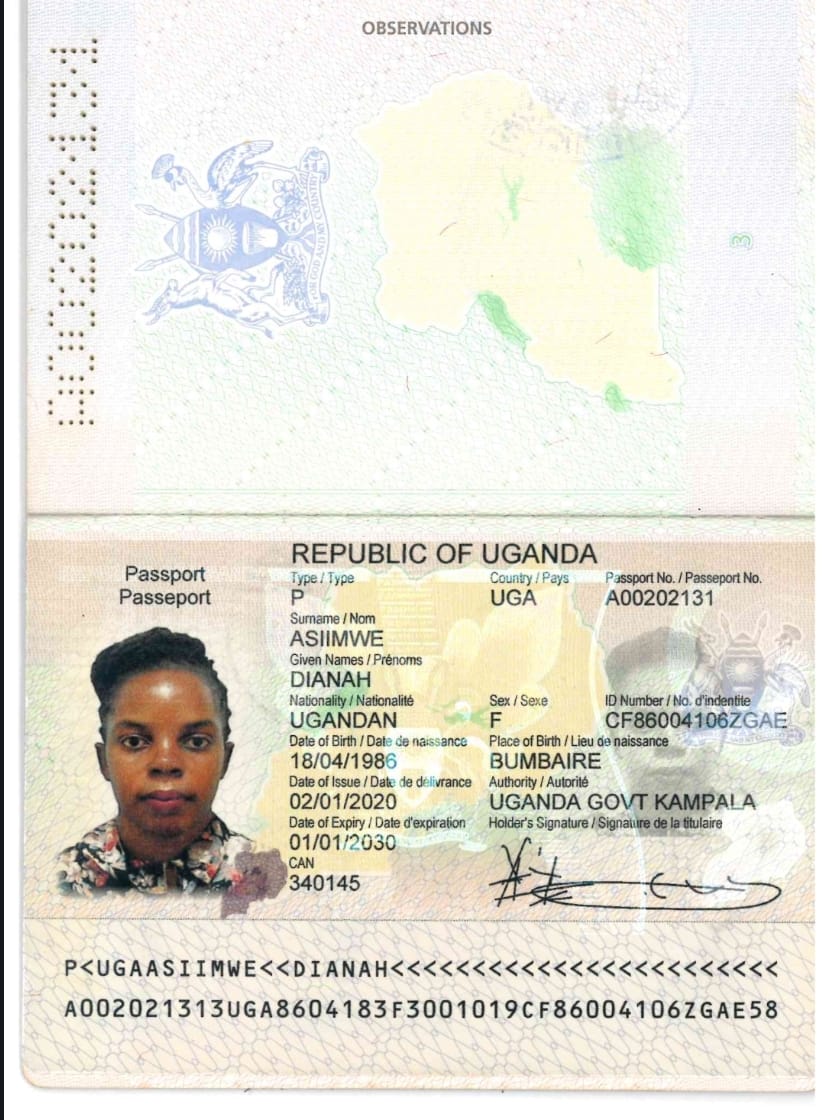 OBSERVATIONS
A00202131
FOR GOD AND MY COUNTRY
3
REPUBLIC OF UGANDA
Passport
Passeport
Type / Type
P
Country / Pays
UGA
Passport No. / Passeport No.
A00202131
Surname / Nom
ASIIMWE
Given Names / Prénoms
DIANAH
Nationality / Nationalité
UGANDAN
Sex / Sexe
F
ID Number / No. d'indentite
CF86004106ZGAE
Date of Birth / Date de naissance
18/04/1986
Place of Birth / Lieu de naissance
BUMBAIRE
Date of Issue / Date de délivrance
02/01/2020
Authority / Autorité
UGANDA GOVT KAMPALA
Date of Expiry / Date d'expiration
01/01/2030
Holder's Signature / Signature de la titulaire
CAN
340145
P<UGAASIIMWE<<DIANAH<<<<<<<<<<<<<<<<<<<<<<<<
A002021313UGA8604183F3001019CF86004106ZGAE58